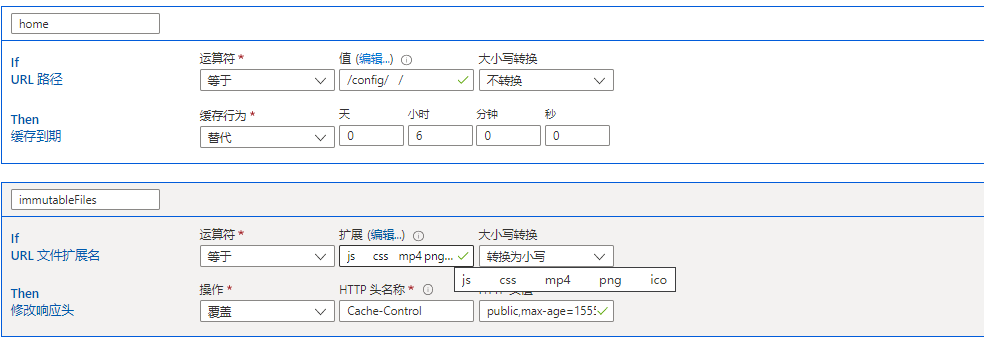 home
If
URL 路径
运算符 *
等于
值 (编辑...)
/config/ /
大小写转换
不转换
Then
缓存到期
缓存行为 *
替代
天
0
小时
6
分钟
0
秒
0
immutableFiles
If
URL 文件扩展名
运算符 *
等于
扩展 (编辑...)
js css mp4 png...
大小写转换
转换为小写
js css mp4 png ico
Then
修改响应头
操作 *
覆盖
HTTP 头名称 *
Cache-Control
public,max-age=155